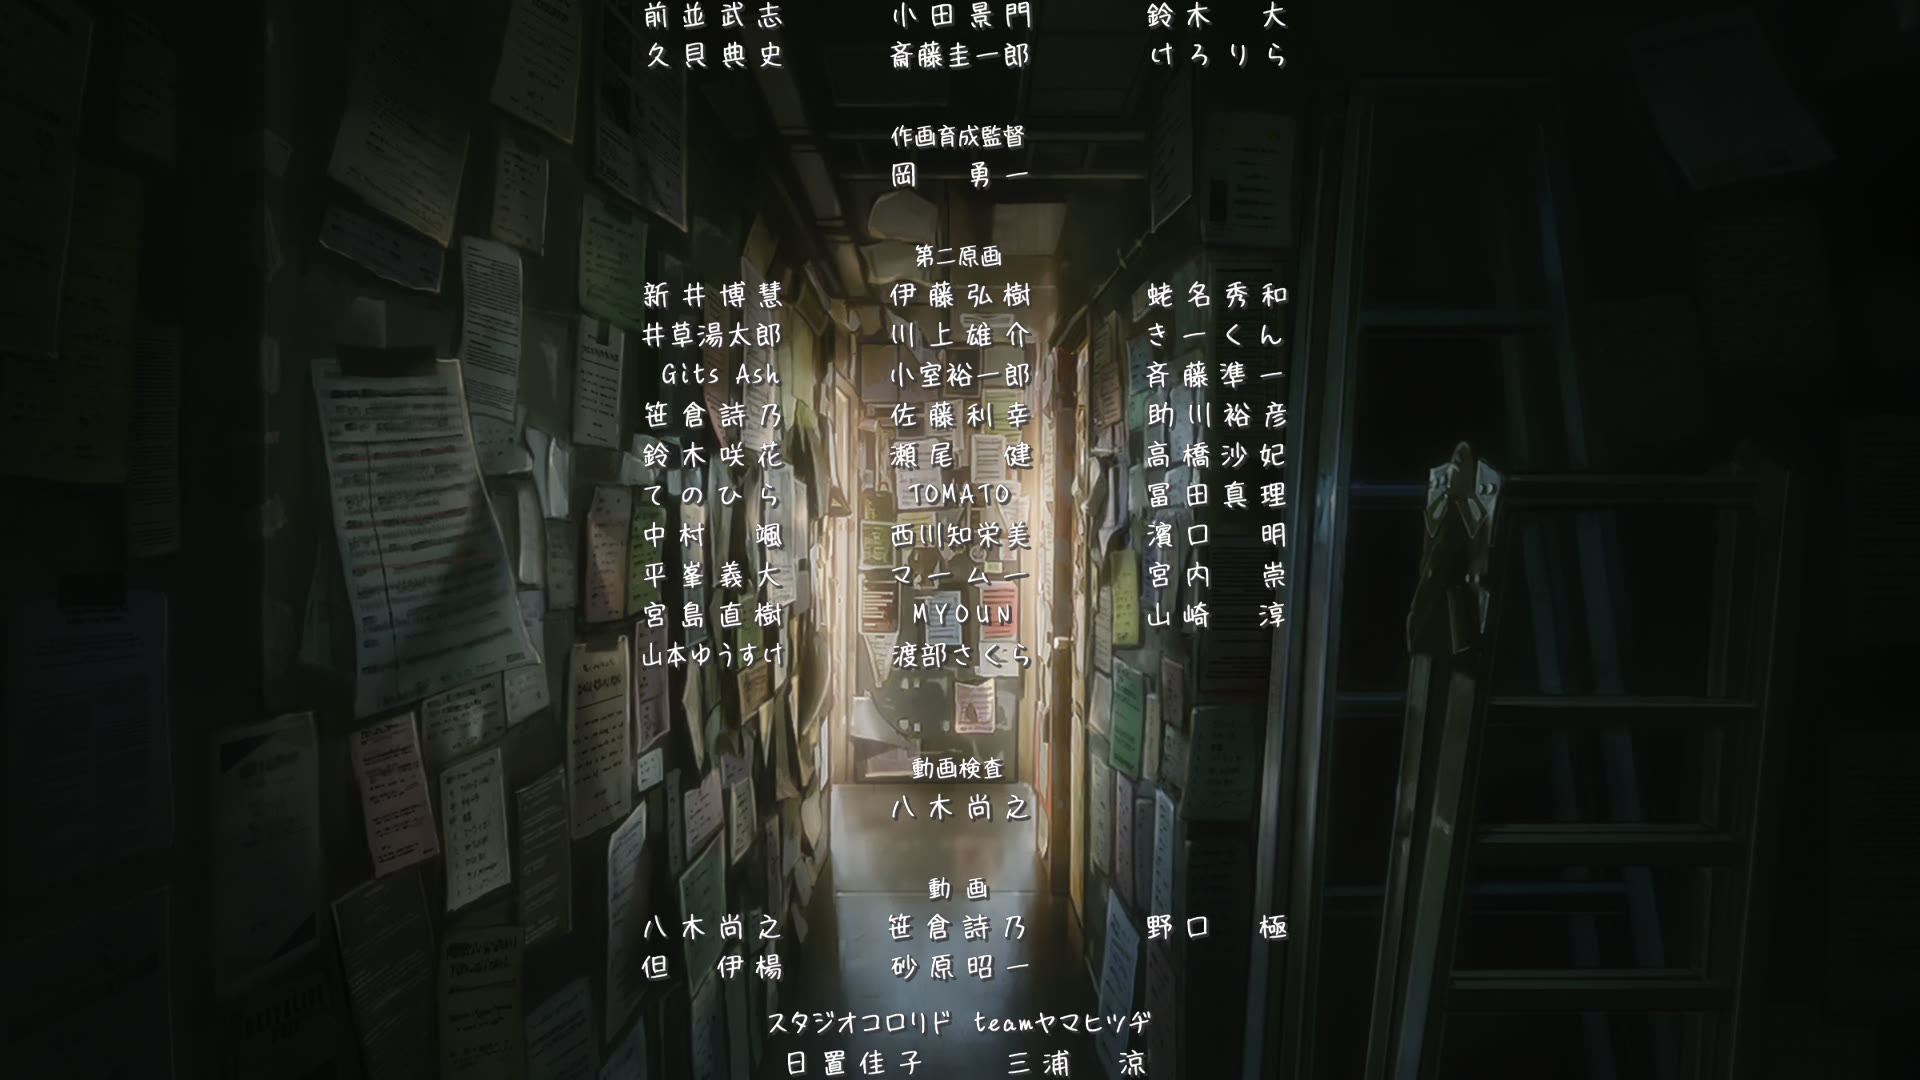 前並武志 小田景門 鈴木 大
久貝典史 斎藤圭一郎 けろりら
作画育成監督
岡 勇一
第二原画
新井博慧 伊藤弘樹 蛯名秀和
井草湯太郎 川上雄介 きーくん
Gits Ash 小室裕一郎 斉藤準一
笹倉詩乃 佐藤利幸 助川裕彦
鈴木咲花 瀬尾 健 高橋沙妃
てのひら TOMATO 冨田真理
中村 颯 西川知栄美 濱口 明
平峯義大 マームー 宮内 崇
宮島直樹 MYOUN 山崎 淳
山本ゆうすけ 渡部さくら
動画検査
八木尚之
動画
八木尚之 笹倉詩乃 野口 極
但 伊楊 砂原昭一
スタジオコロリド teamヤマヒツヂ
日置佳子 三浦 涼